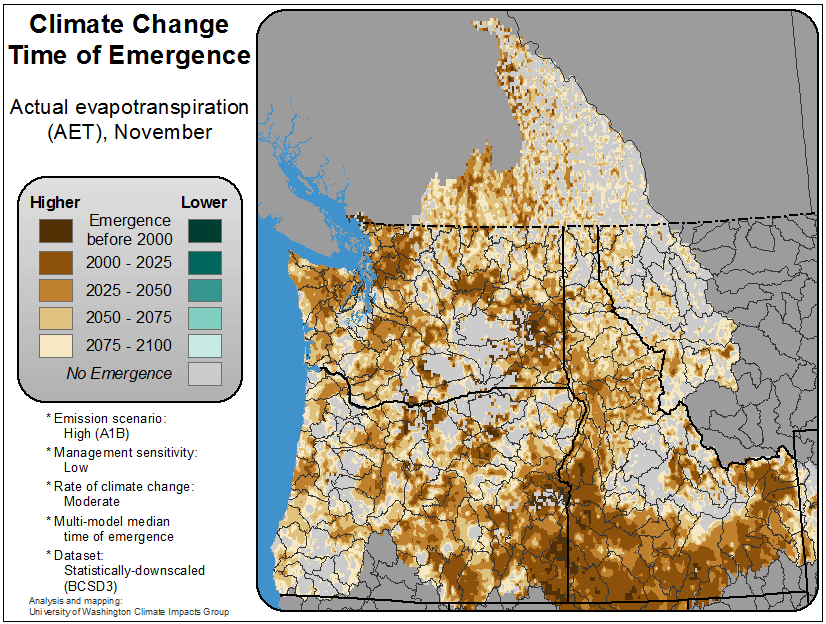 Climate Change
Time of Emergence
Actual evapotranspiration
(AET), November
Higher
Lower
Emergence
before 2000
2000 - 2025
2025 - 2050
2050 - 2075
2075 - 2100
No Emergence
* Emission scenario:
High (A1B)
* Management sensitivity:
Low
* Rate of climate change:
Moderate
* Multi-model median
time of emergence
* Dataset:
Statistically-downscaled
(BCSD3)
Analysis and mapping:
University of Washington Climate Impacts Group